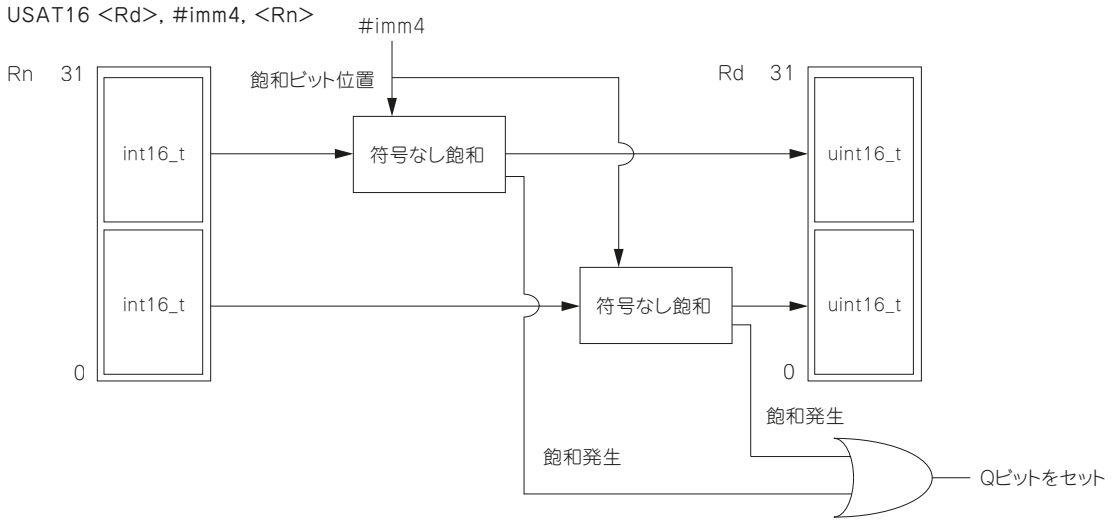 USAT16 <Rd>, #imm4, <Rn>
#imm4
Rn 31
飽和ビット位置
Rd 31
int16_t
符号なし飽和
uint16_t
int16_t
符号なし飽和
uint16_t
0
0
飽和発生
飽和発生
Qビットをセット